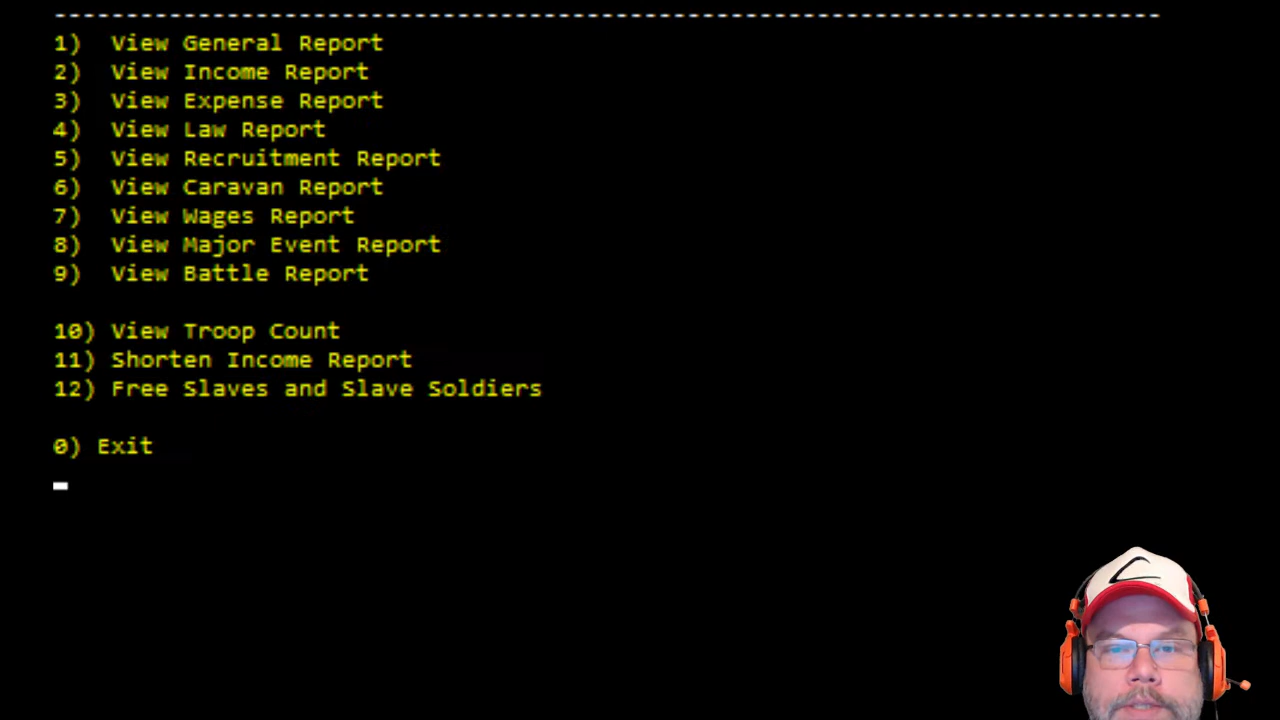 1)  View General Report
2)  View Income Report
3)  View Expense Report
4)  View Law Report
5)  View Recruitment Report
6)  View Caravan Report
7)  View Wages Report
8)  View Major Event Report
9)  View Battle Report
10) View Troop Count
11) Shorten Income Report
12) Free Slaves and Slave Soldiers
0) Exit